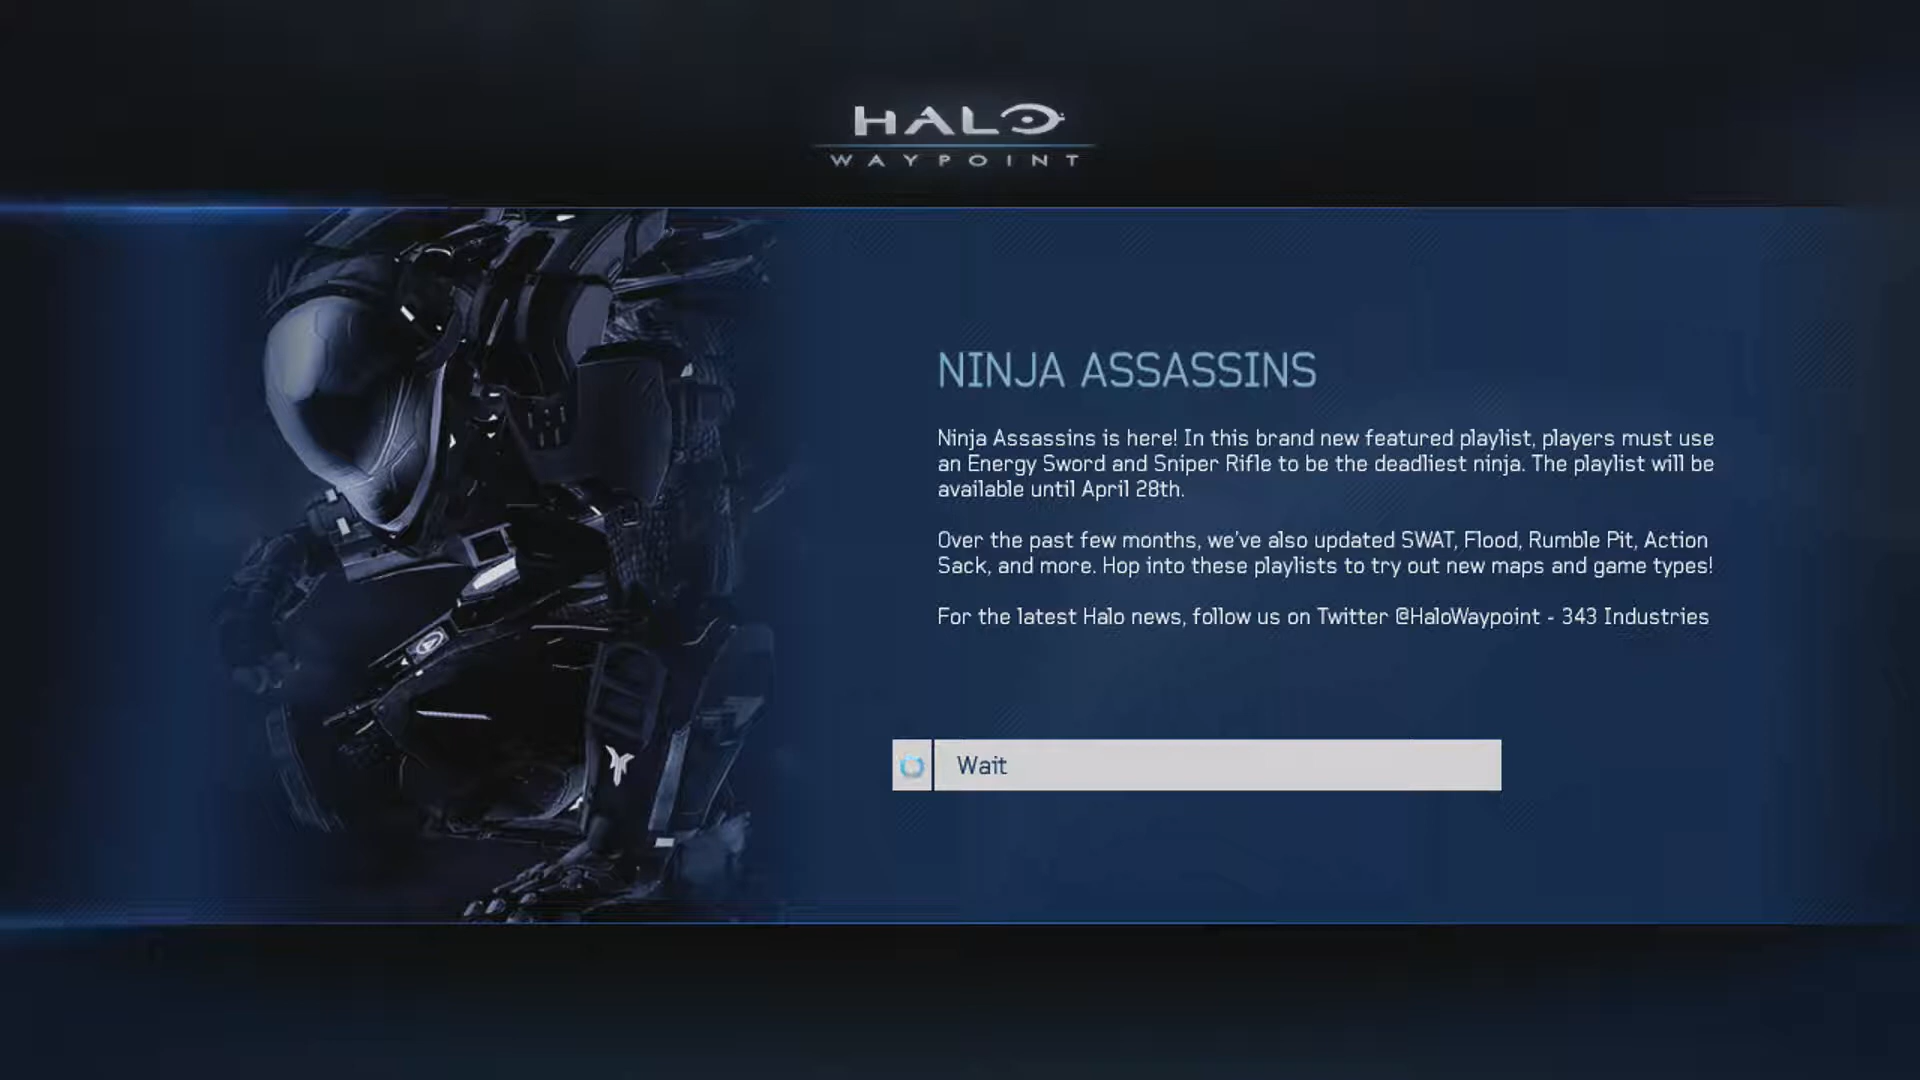 HALO
WAYPOINT
NINJA ASSASSINS
Ninja Assassins is here! In this brand new featured playlist, players must use
an Energy Sword and Sniper Rifle to be the deadliest ninja. The playlist will be
available until April 28th.
Over the past few months, we've also updated SWAT, Flood, Rumble Pit, Action
Sack, and more. Hop into these playlists to try out new maps and game types!
For the latest Halo news, follow us on Twitter @HaloWaypoint - 343 Industries
Wait